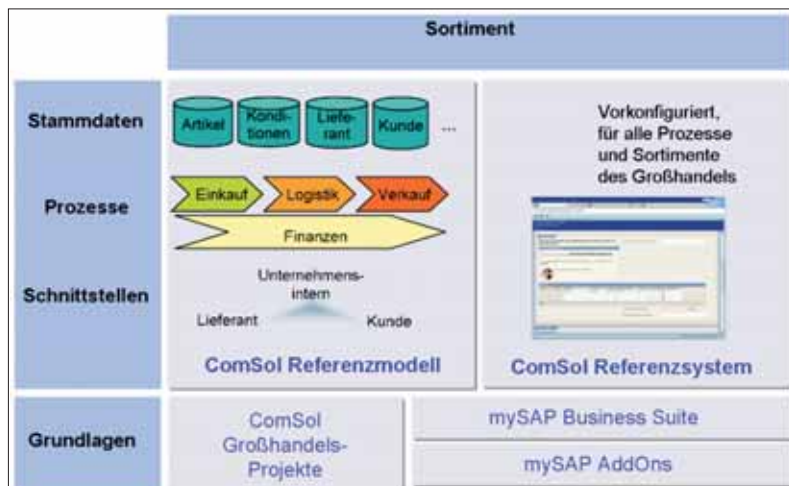 Sortiment
Stammdaten
Artikel
Kondi-
tionen
Liefe-
rant
Kunde
...
Prozesse
Einkauf
Logistik
Verkauf
Finanzen
Schnittstellen
Unternehmens-
intern
Lieferant
Kunde
ComSol Referenzmodell
Vorkonfiguriert,
für alle Prozesse
und Sortimente
des Großhandels
ComSol Referenzsystem
Grundlagen
ComSol
Großhandels-
Projekte
mySAP Business Suite
mySAP AddOns